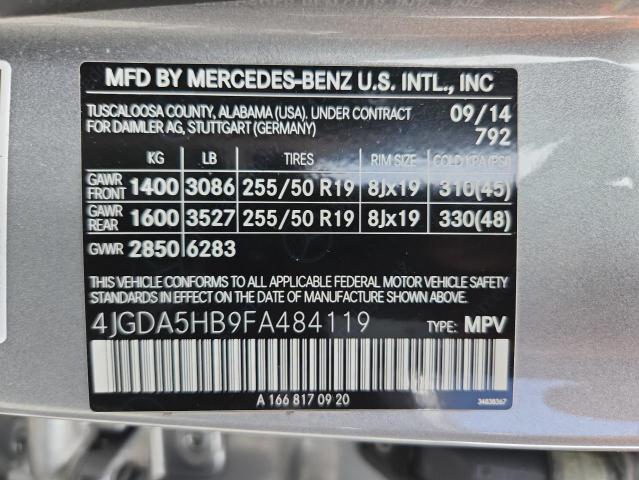 MFD BY MERCEDES-BENZ U.S. INTL., INC
TUSCALOOSA COUNTY, ALABAMA (USA). UNDER CONTRACT 09/14
FOR DAIMLER AG, STUTTGART (GERMANY) 792
KG LB TIRES RIM SIZE COLD KPA (PSI)
GAWR FRONT 1400 3086 255/50 R19 8Jx19 310(45)
GAWR REAR 1600 3527 255/50 R19 8Jx19 330(48)
GVWR 2850 6283
THIS VEHICLE CONFORMS TO ALL APPLICABLE FEDERAL MOTOR VEHICLE SAFETY
STANDARDS IN EFFECT ON THE DATE OF MANUFACTURE SHOWN ABOVE.
4JGDA5HB9FA484119 TYPE: MPV
A 166 817 09 20 34838367